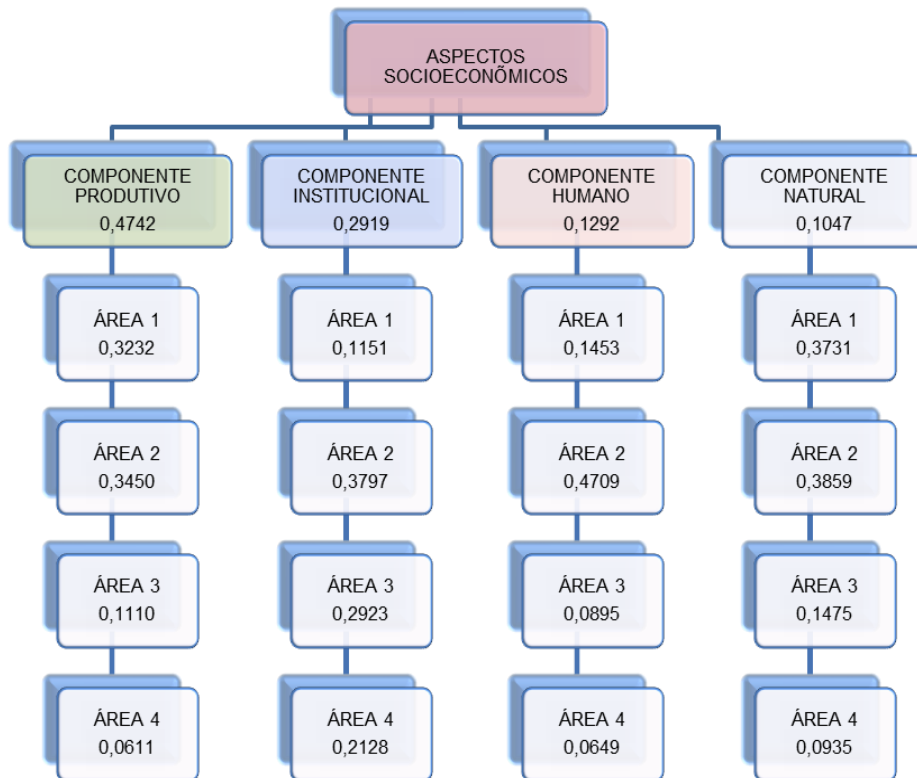 ASPECTOS
SOCIOECONÕMICOS
COMPONENTE
PRODUTIVO
0,4742
COMPONENTE
INSTITUCIONAL
0,2919
COMPONENTE
HUMANO
0,1292
COMPONENTE
NATURAL
0,1047
ÁREA 1
0,3232
ÁREA 1
0,1151
ÁREA 1
0,1453
ÁREA 1
0,3731
ÁREA 2
0,3450
ÁREA 2
0,3797
ÁREA 2
0,4709
ÁREA 2
0,3859
ÁREA 3
0,1110
ÁREA 3
0,2923
ÁREA 3
0,0895
ÁREA 3
0,1475
ÁREA 4
0,0611
ÁREA 4
0,2128
ÁREA 4
0,0649
ÁREA 4
0,0935